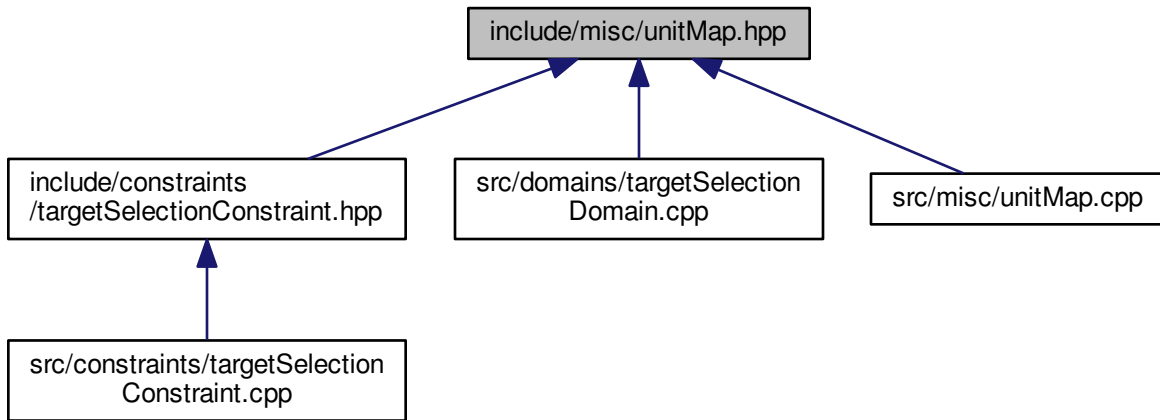 include/misc/unitMap.hpp
include/constraints
/targetSelectionConstraint.hpp
src/domains/targetSelection
Domain.cpp
src/misc/unitMap.cpp
src/constraints/targetSelection
Constraint.cpp